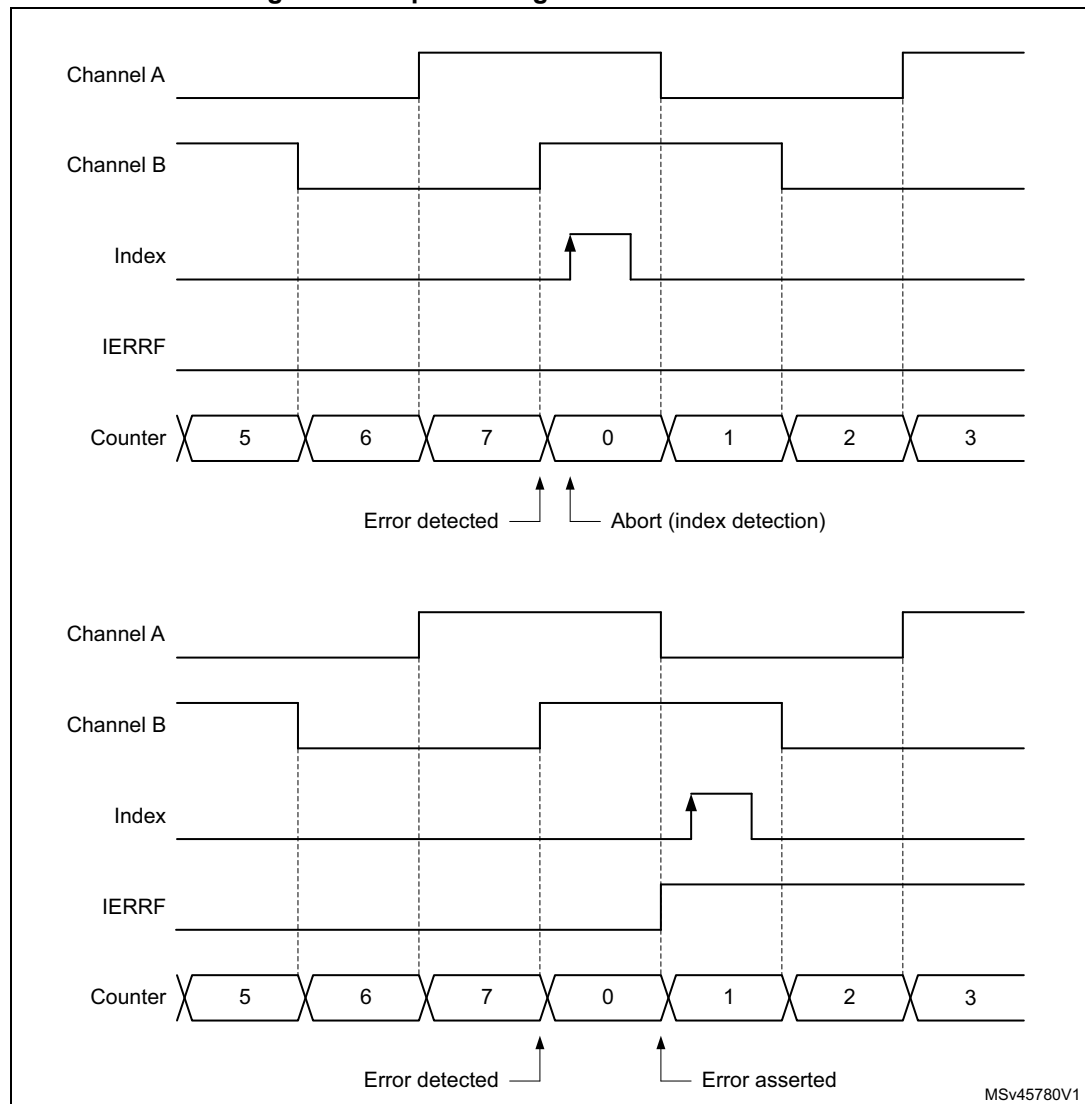 Channel A
Channel B
Index
IERRF
Counter 5 6 7 0 1 2 3
Error detected Abort (index detection)
Channel A
Channel B
Index
IERRF
Counter 5 6 7 0 1 2 3
Error detected Error asserted
MSv45780V1